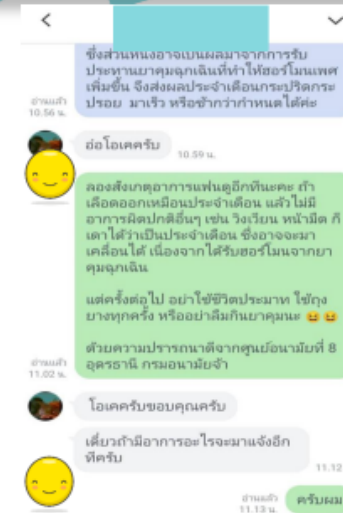 ซึ่งส่วนหนึ่งอาจเป็นผลมาจากการรับ
ประทานยาคุมฉุกเฉินที่ทำให้ฮอร์โมนเพศ
เพิ่มขึ้น จึงส่งผลประจำเดือนกระปริดกระ
ปรอย มาเร็ว หรือช้ากว่ากำหนดได้ค่ะ
อ่านแล้ว
10.56 น.
อ่อโอเคครับ
10.59 น.
ลองสังเกตุอาการแฟนดูอีกทีนะคะ ถ้า
เลือดออกเหมือนประจำเดือน แล้วไม่มี
อาการผิดปกติอื่นๆ เช่น วิงเวียน หน้ามืด ก็
เดาได้ว่าเป็นประจำเดือน ซึ่งอาจจะมา
เคลื่อนได้ เนื่องจากได้รับฮอร์โมนจากยา
คุมฉุกเฉิน
แต่ครั้งต่อไป อย่าใช้ชีวิตประมาท ใช้ถุง
ยางทุกครั้ง หรืออย่าลืมกินยาคุมนะ
ด้วยความปรารถนาดีจากศูนย์อนามัยที่ 8
อุดรธานี กรมอนามัยจ้า
อ่านแล้ว
11.02 น.
โอเคครับขอบคุณครับ
เดี๋ยวถ้ามีอาการอะไรจะมาแจ้งอีก
ทีครับ
11.12
อ่านแล้ว
11.13 น.
ครับผม